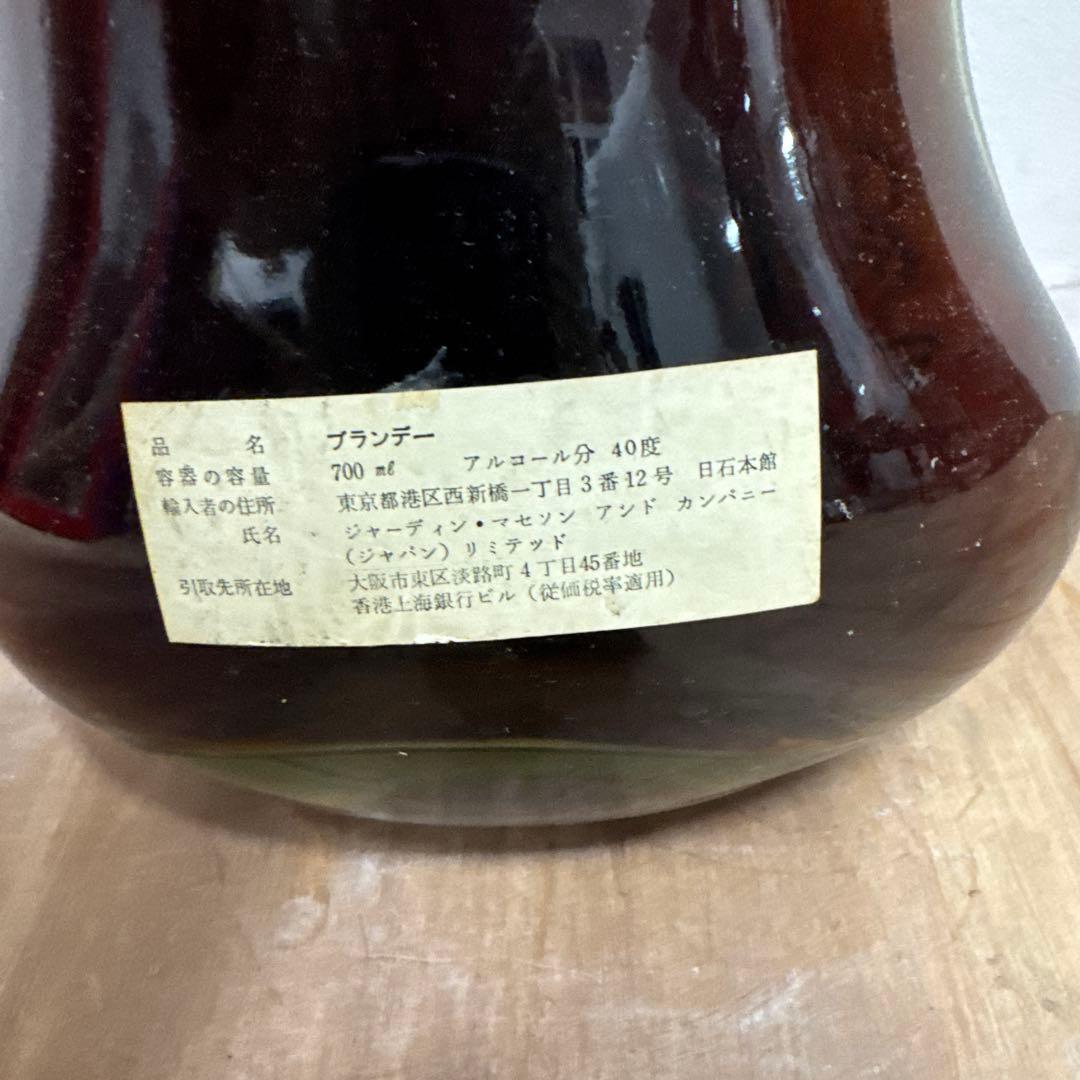 品名 ブランデー
容器の容量 700 ㎖ アルコール分 40度
輸入者の住所 東京都港区西新橋一丁目3番12号 日石本館
氏名 ジャーディン・マセソン アンド カンパニー
(ジャパン)リミテッド
引取先所在地 大阪市東区淡路町4丁目45番地
香港上海銀行ビル(従価税率適用)